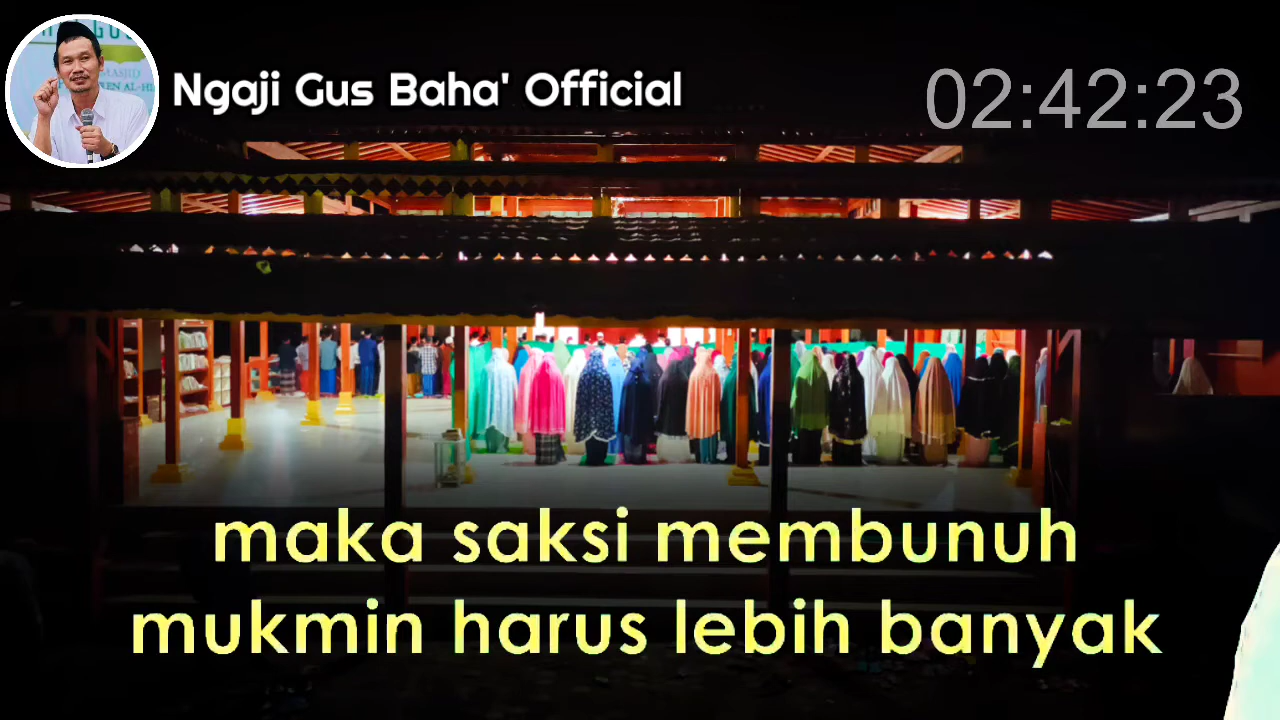 Ngaji Gus Baha' Official
02:42:23
maka saksi membunuh
mukmin harus lebih banyak